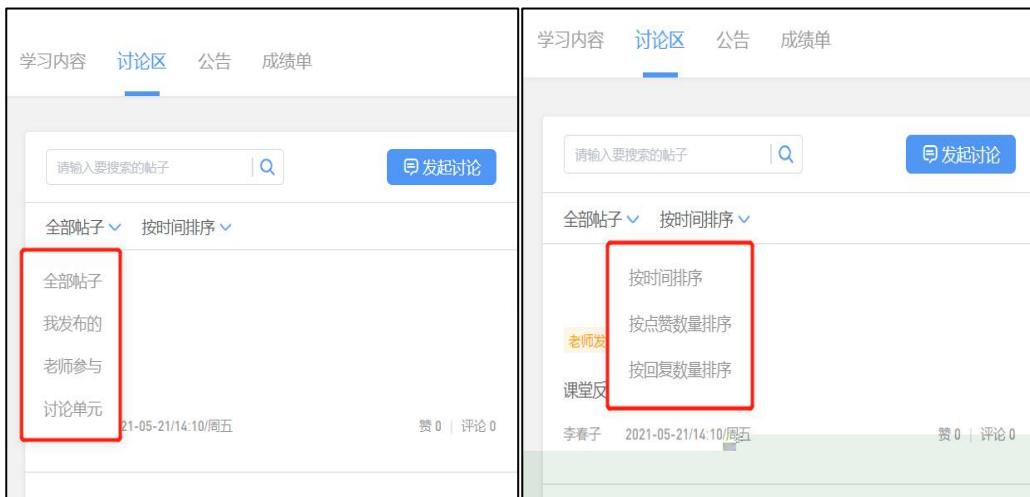 学习内容 讨论区 公告 成绩单
请输入要搜索的帖子
发起讨论
全部帖子 按时间排序
全部帖子
我发布的
老师参与
讨论单元
21-05-21/14:10/周五 赞 0 | 评论 0
学习内容 讨论区 公告 成绩单
请输入要搜索的帖子
发起讨论
全部帖子 按时间排序
按时间排序
按点赞数量排序
老师发
按回复数量排序
课堂反
李春子 2021-05-21/14:10/周五 赞 0 | 评论 0